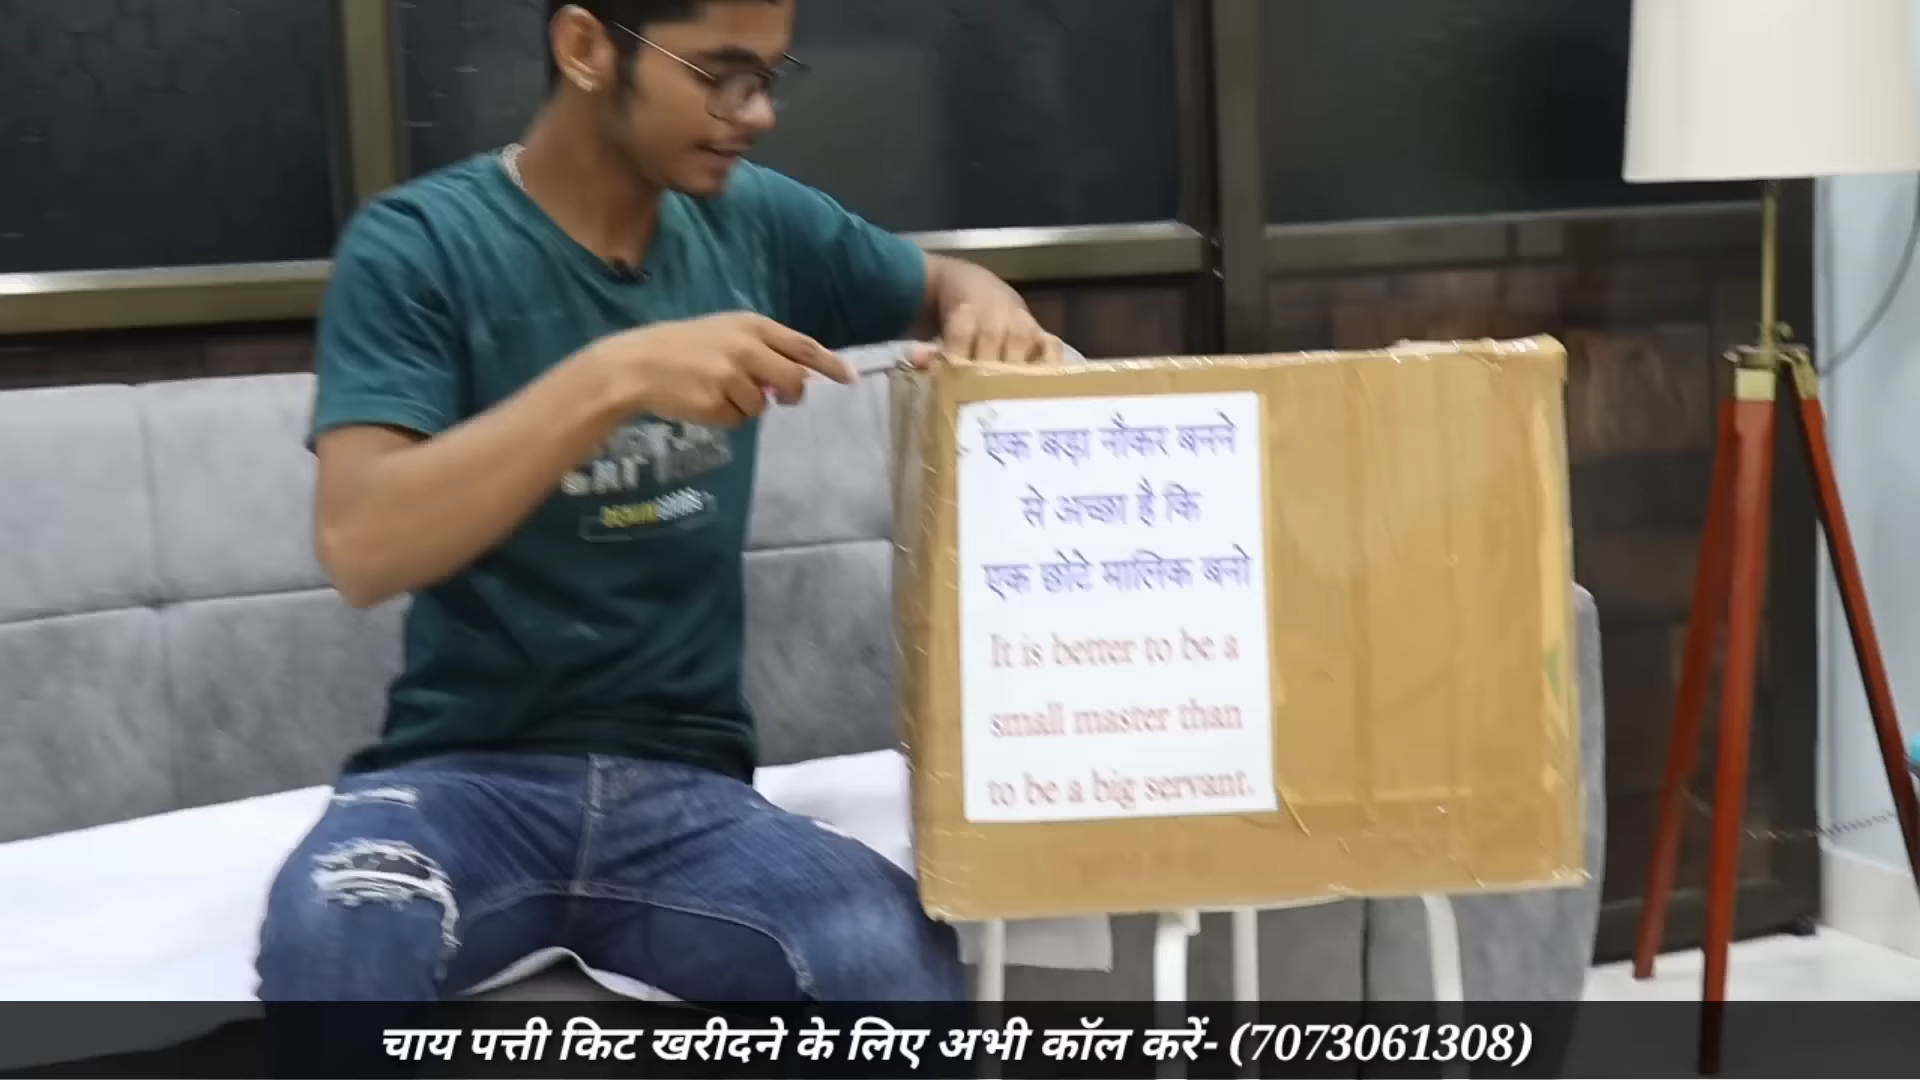 एक बड़ा नौकर बनने
से अच्छा है कि
एक छोटे मालिक बनो
It is better to be a
small master than
to be a big servant.
चाय पत्ती किट खरीदने के लिए अभी कॉल करें- (7073061308)